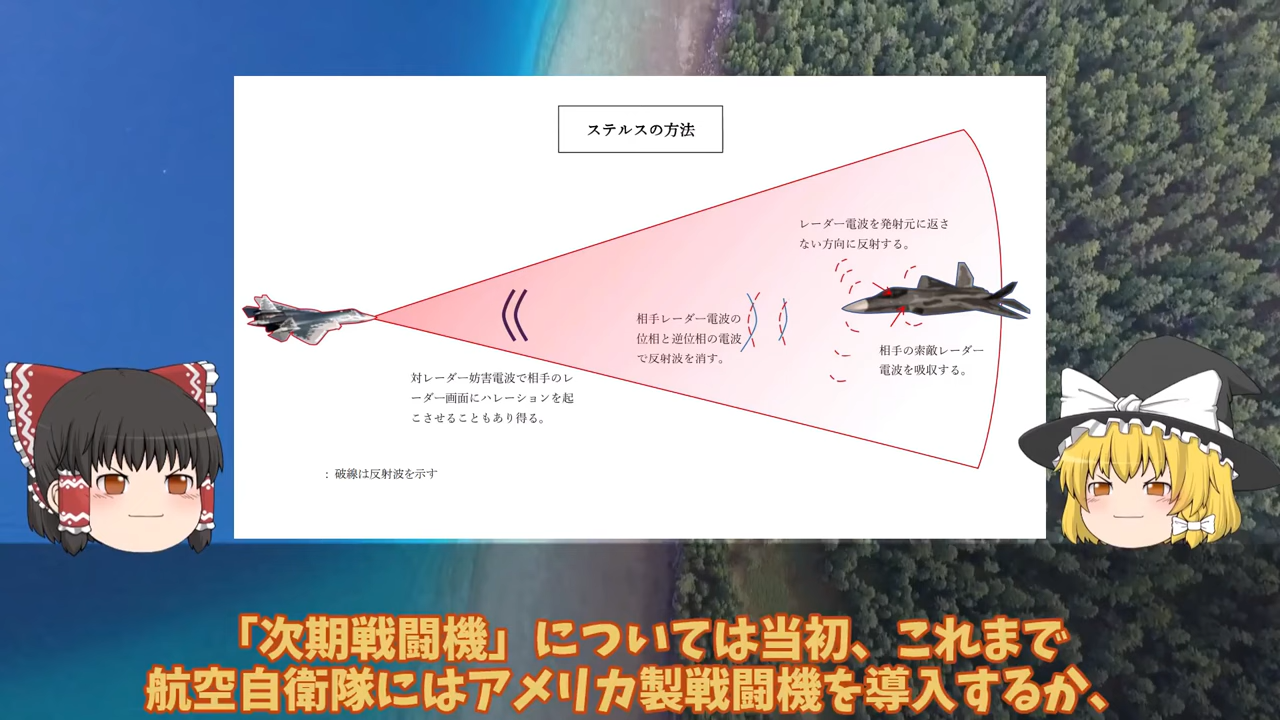 ステルスの方法
レーダー電波を発射元に返さ
ない方向に反射する。
相手レーダー電波の
位相と逆位相の電波
で反射波を消す。
相手の索敵レーダー
電波を吸収する。
対レーダー妨害電波で相手のレ
ーダー画面にハレーションを起
こさせることもあり得る。
：破線は反射波を示す
「次期戦闘機」については当初、これまで
航空自衛隊にはアメリカ製戦闘機を導入するか、